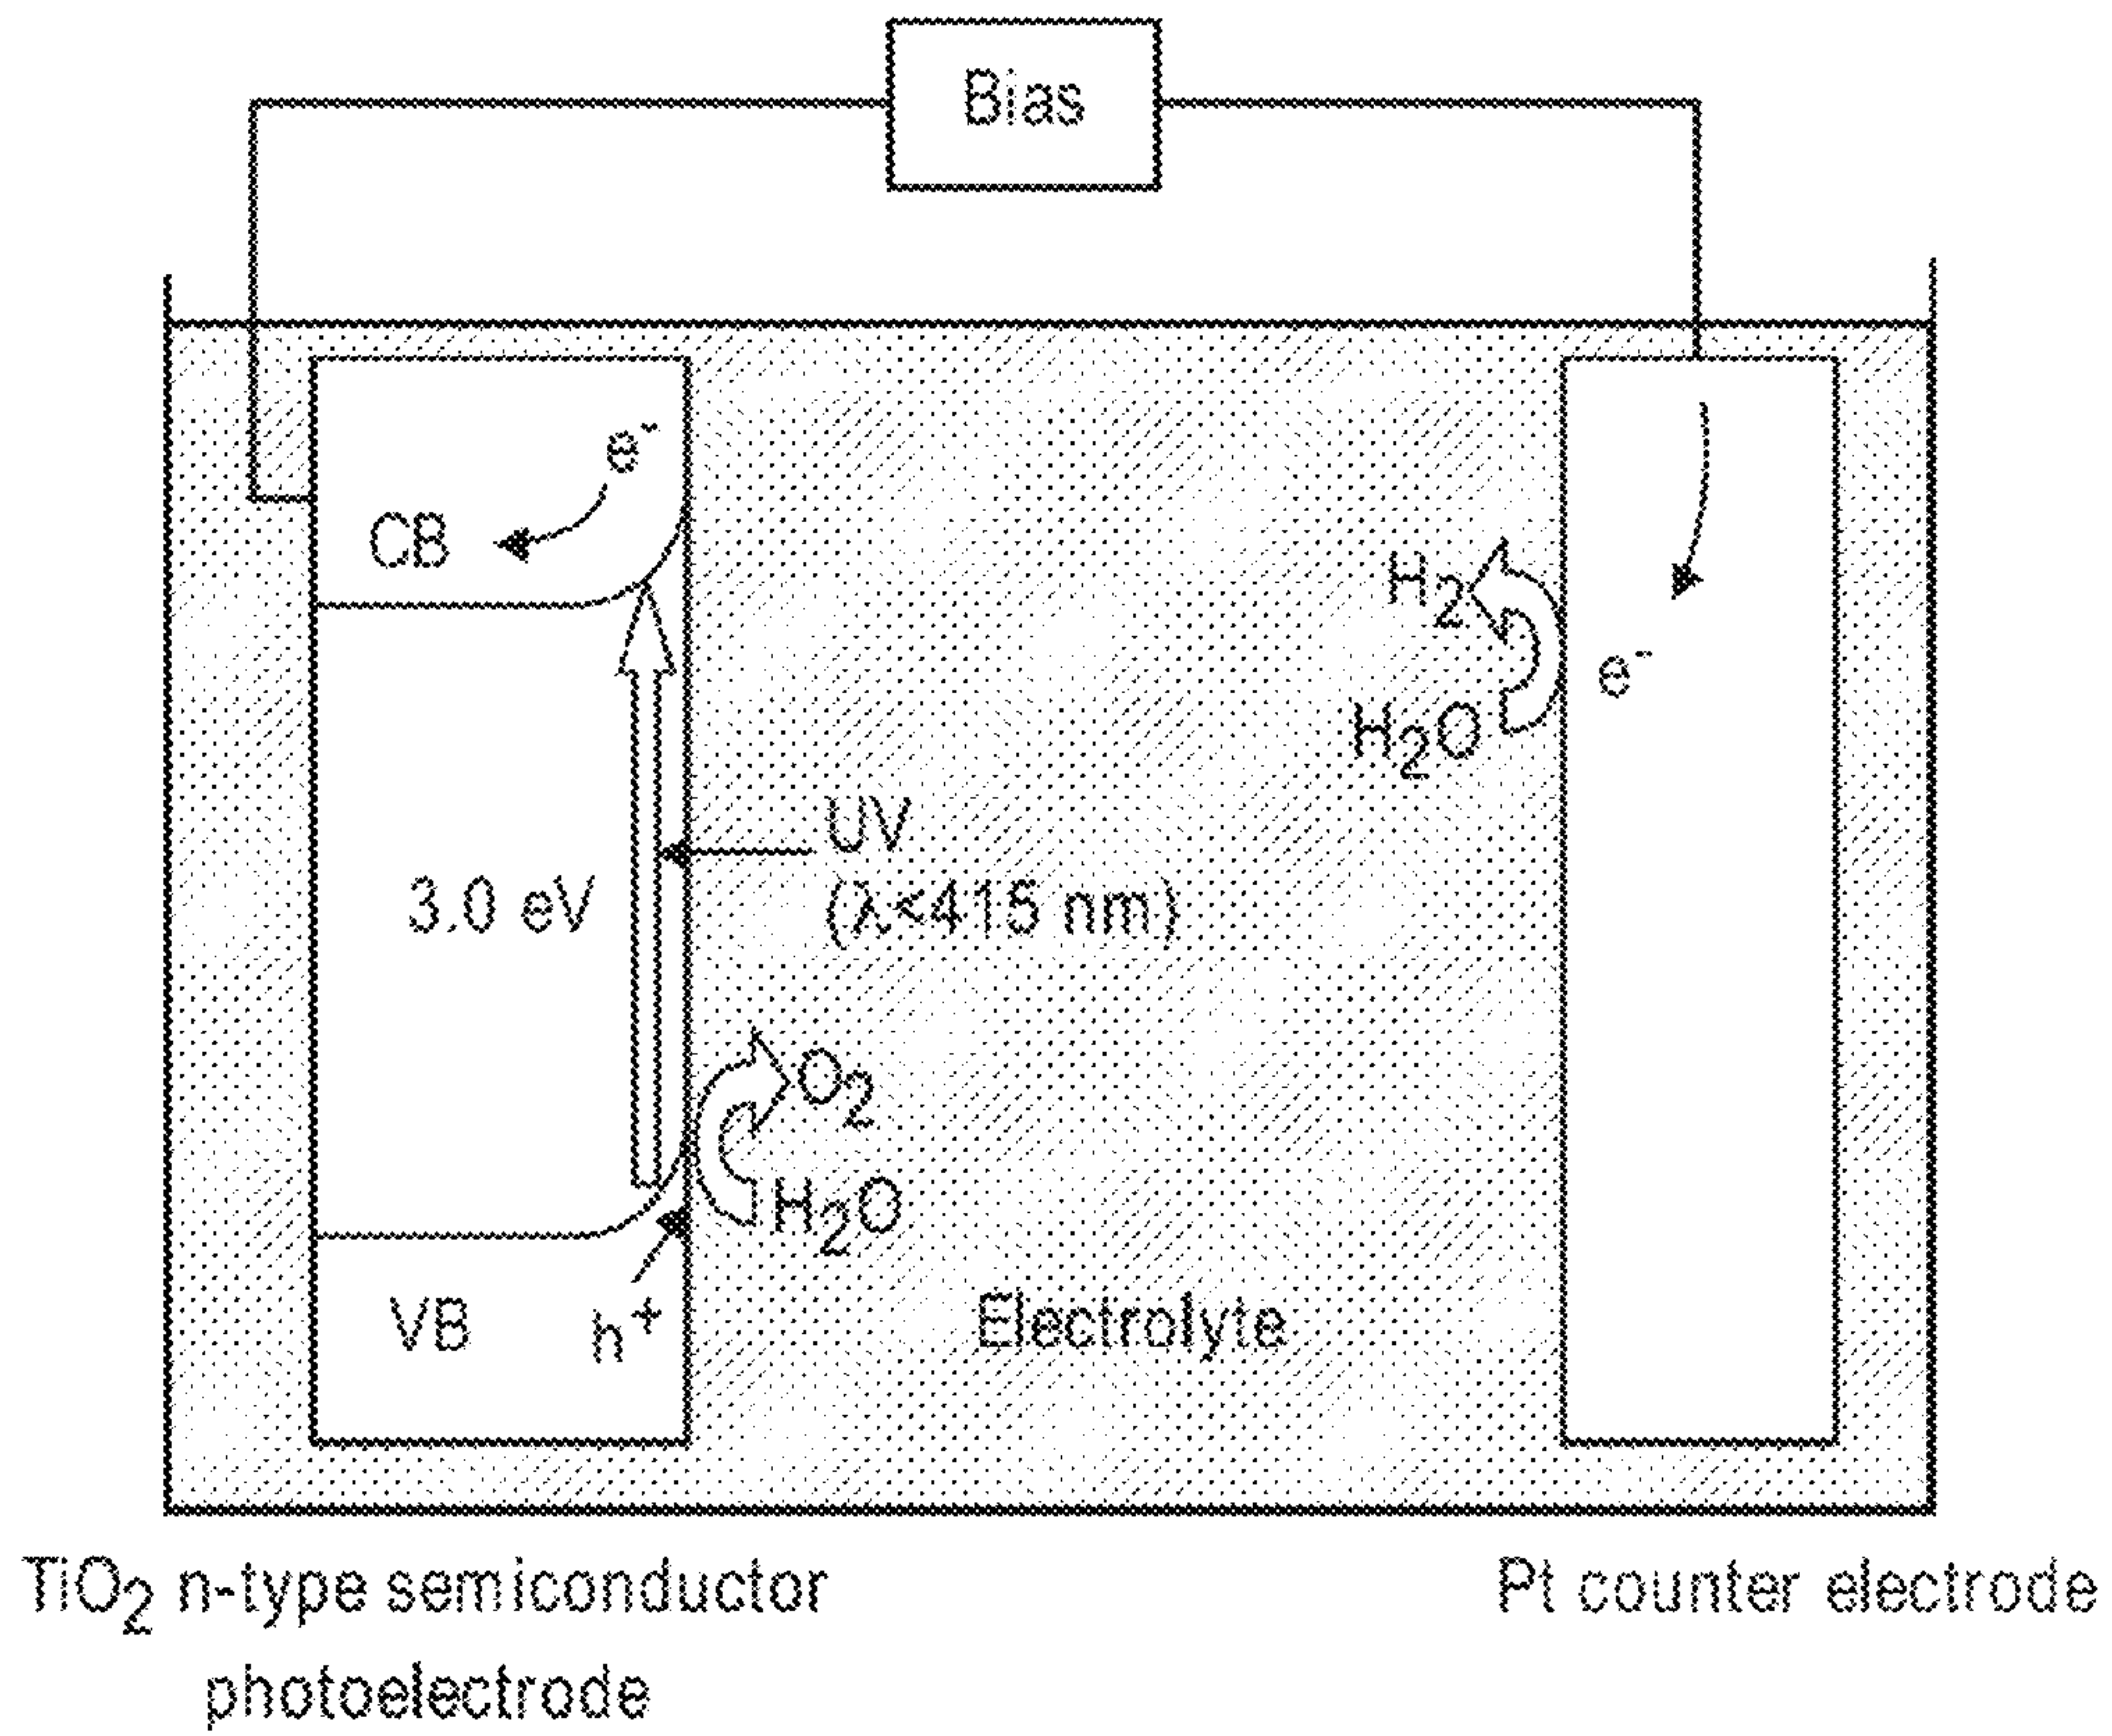 Bias
e⁻
CB
H₂
H₂O
e⁻
UV
(λ<415 nm)
3.0 eV
O₂
H₂O
VB
h⁺
Electrolyte
TiO₂ n-type semiconductor
photoelectrode
Pt counter electrode